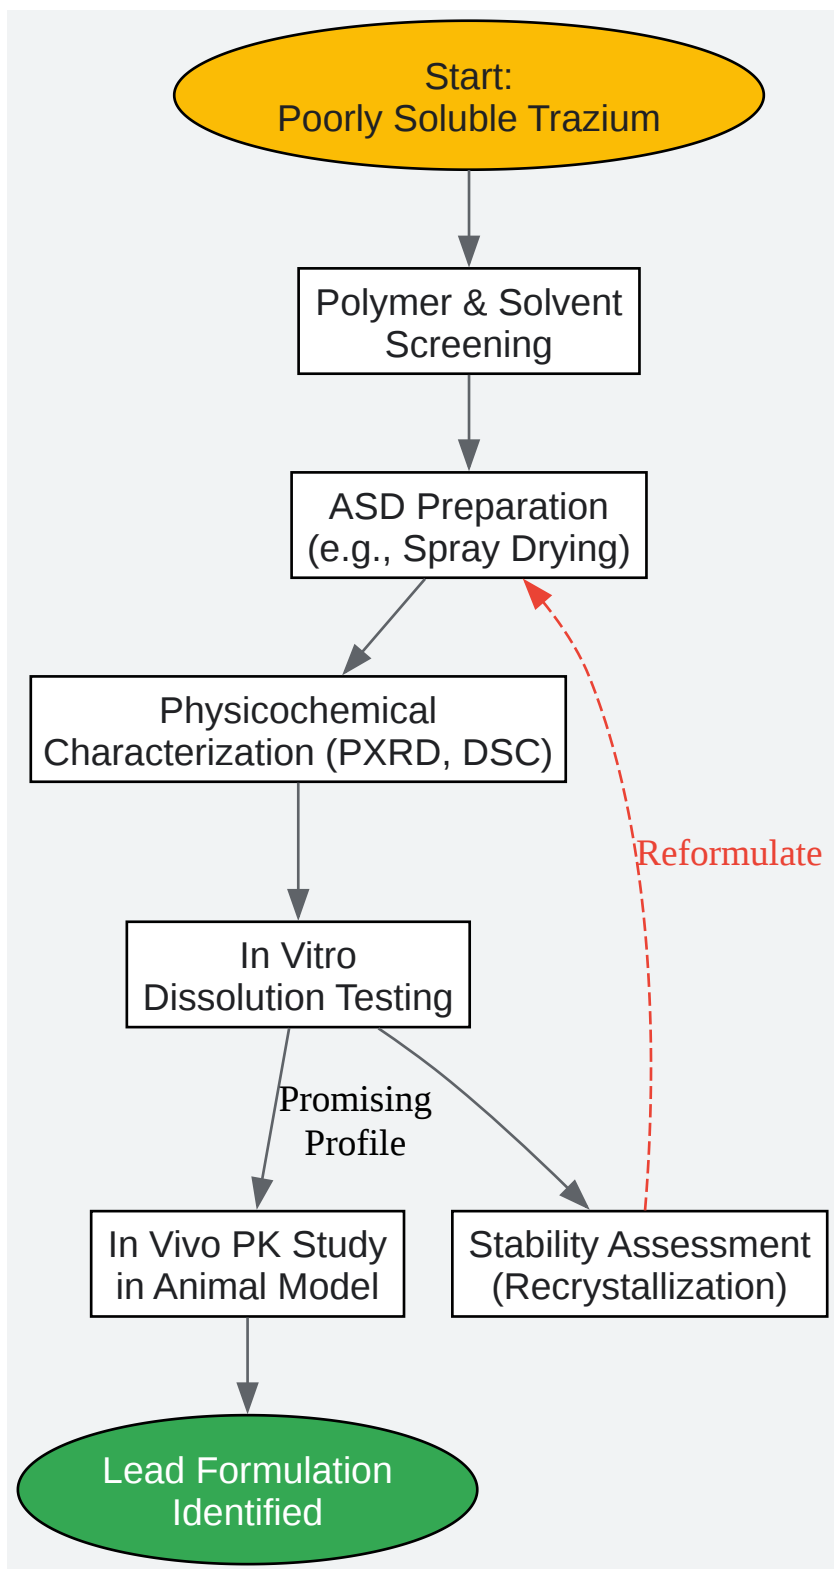 Start:
Poorly Soluble Trazium
Polymer & Solvent
Screening
ASD Preparation
(e.g., Spray Drying)
Physicochemical
Characterization (PXRD, DSC)
Reformulate
In Vitro
Dissolution Testing
Promising
Profile
In Vivo PK Study
in Animal Model
Stability Assessment
(Recrystallization)
Lead Formulation
Identified